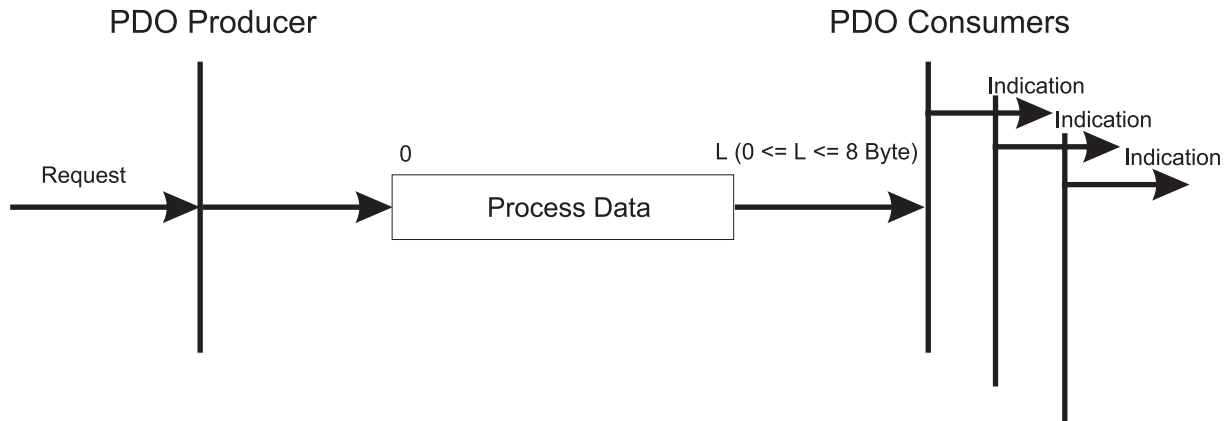 PDO Producer
PDO Consumers
Indication
Indication
Indication
0
L (0 <= L <= 8 Byte)
Request
Process Data